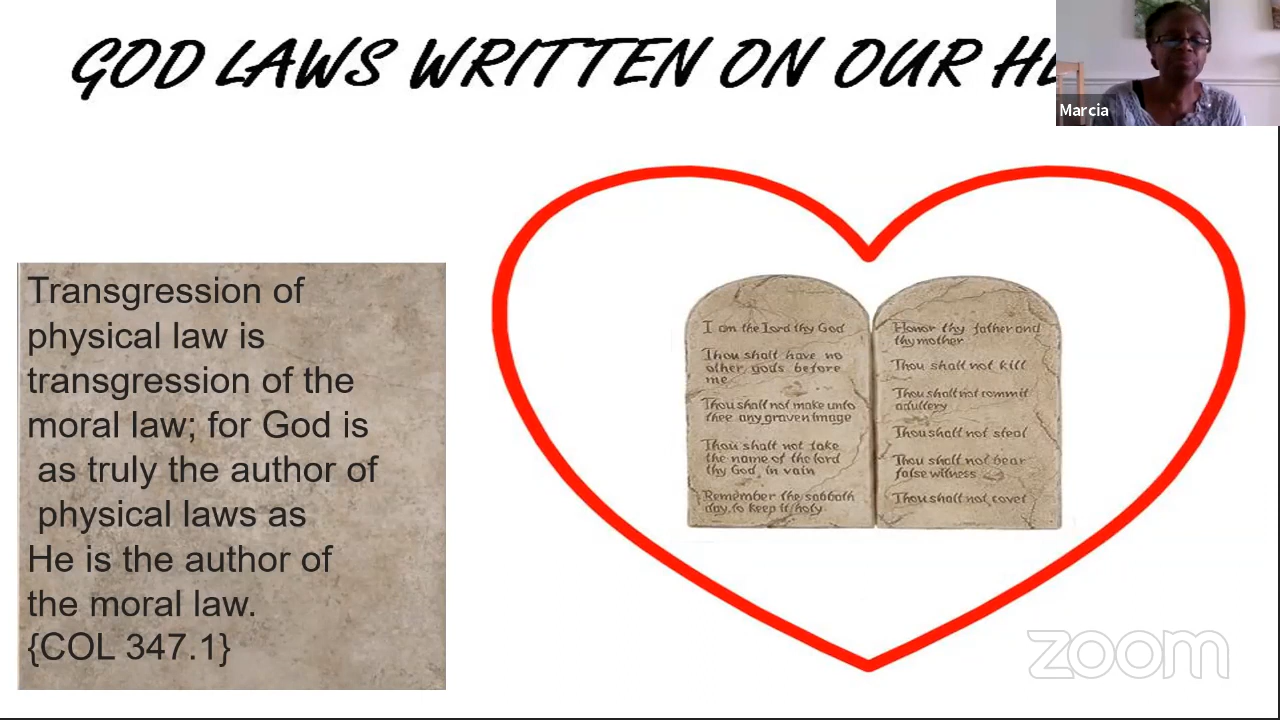 GOD LAWS WRITTEN ON OUR
Marcia
Transgression of
physical law is
transgression of the
moral law; for God is
as truly the author of
physical laws as
He is the author of
the moral law.
{COL 347.1}
I am the Lord thy God
Thou shalt have no
other gods before
me
Thou shalt not make unto
thee any graven image
Thou shalt not take
the name of the lord
thy God, in vain
Remember the sabbath
day, to keep it holy
Honor thy father and
thy mother
Thou shall not kill
Thou shalt not commit
adultery
Thou shall not steal
Thou shall not bear
false witness
Thou shall not covet
zoom